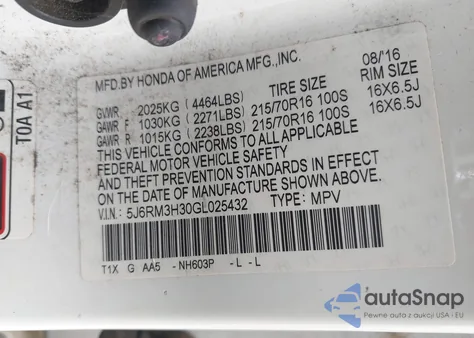 TOA A1
MFD.BY HONDA OF AMERICA MFG.,INC. 08/'16
GVWR 2025KG (4464LBS) TIRE SIZE RIM SIZE
GAWR F 1030KG (2271LBS) 215/70R16 100S 16X6.5J
GAWR R 1015KG (2238LBS) 215/70R16 100S 16X6.5J
THIS VEHICLE CONFORMS TO ALL APPLICABLE
FEDERAL MOTOR VEHICLE SAFETY
AND THEFT PREVENTION STANDARDS IN EFFECT
ON THE DATE OF MANUFACTURE SHOWN ABOVE.
V.I.N.: 5J6RM3H30GL025432 TYPE: MPV
T1X G AA5 -NH603P -L -L
autoSnap
Pewne auto z aukcji USA i EU